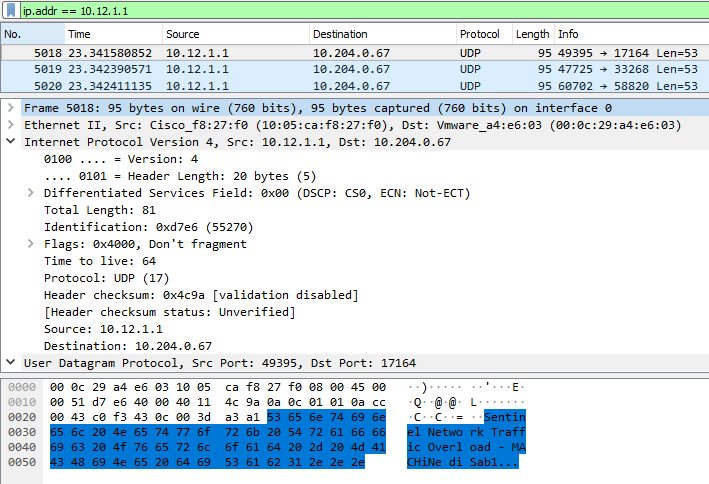 ip.addr == 10.12.1.1
No. Time Source Destination Protocol Length Info
5018 23.341580852 10.12.1.1 10.204.0.67 UDP 95 49395 → 17164 Len=53
5019 23.342390571 10.12.1.1 10.204.0.67 UDP 95 47725 → 33268 Len=53
5020 23.342411135 10.12.1.1 10.204.0.67 UDP 95 60702 → 58820 Len=53
Frame 5018: 95 bytes on wire (760 bits), 95 bytes captured (760 bits) on interface 0
Ethernet II, Src: Cisco_f8:27:f0 (10:05:ca:f8:27:f0), Dst: Vmware_a4:e6:03 (00:0c:29:a4:e6:03)
Internet Protocol Version 4, Src: 10.12.1.1, Dst: 10.204.0.67
0100 .... = Version: 4
.... 0101 = Header Length: 20 bytes (5)
Differentiated Services Field: 0x00 (DSCP: CS0, ECN: Not-ECT)
Total Length: 81
Identification: 0xd7e6 (55270)
Flags: 0x4000, Don't fragment
Time to live: 64
Protocol: UDP (17)
Header checksum: 0x4c9a [validation disabled]
[Header checksum status: Unverified]
Source: 10.12.1.1
Destination: 10.204.0.67
User Datagram Protocol, Src Port: 49395, Dst Port: 17164
0000 00 0c 29 a4 e6 03 10 05 ca f8 27 f0 08 00 45 00 ··)····· ··'···E·
0010 00 51 d7 e6 40 00 40 11 4c 9a 0a 0c 01 01 0a cc ·Q··@·@· L·······
0020 00 43 c0 f3 43 0c 00 3d a3 a1 53 65 6e 74 69 6e ·C··C··= ··Sentin
0030 65 6c 20 4e 65 74 77 6f 72 6b 20 54 72 61 66 66 el Netwo rk Traff
0040 69 63 20 4f 76 65 72 6c 6f 61 64 20 2d 20 4d 41 ic Overl oad - MA
0050 43 48 69 4e 65 20 64 69 53 61 62 31 2e 2e 2e CHiNe di Sab1...